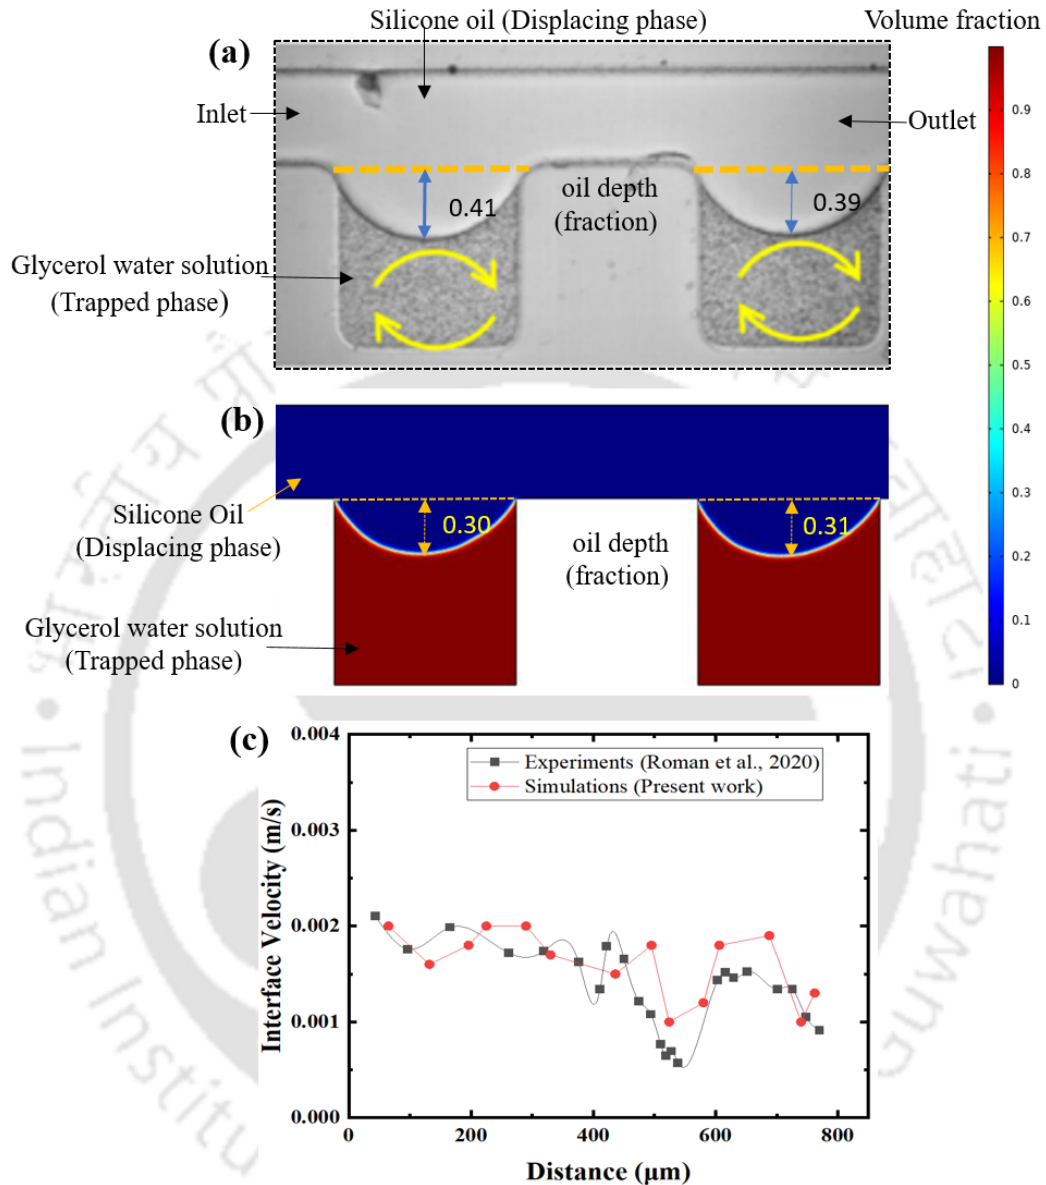 Silicone oil (Displacing phase)
Volume fraction
(a)
Inlet
Outlet
0.41
oil depth
(fraction)
0.39
Glycerol water solution
(Trapped phase)
0.9
0.8
0.7
0.6
0.5
0.4
0.3
0.2
0.1
0
(b)
0.30
0.31
Silicone Oil
(Displacing phase)
oil depth
(fraction)
Glycerol water solution
(Trapped phase)
(c)
0.004
0.003
0.002
0.001
0.000
Interface Velocity (m/s)
Experiments (Roman et al., 2020)
Simulations (Present work)
0
200
400
600
800
Distance (μm)
Indian Institu
Guwahati